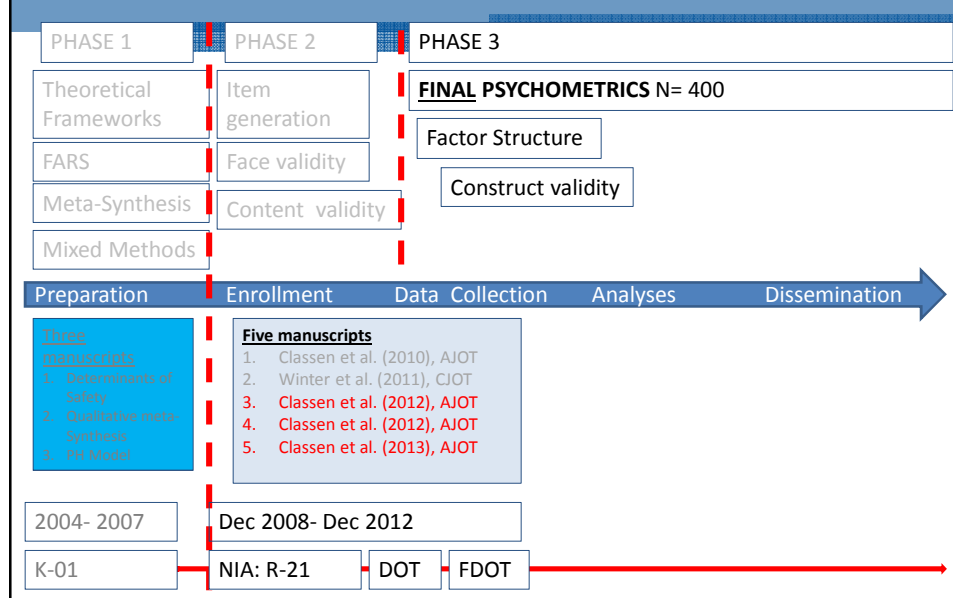 PHASE 1
PHASE 2
PHASE 3
Theoretical
Frameworks
FARS
Meta-Synthesis
Mixed Methods
Item
generation
Face validity
Content validity
FINAL PSYCHOMETRICS N= 400
Factor Structure
Construct validity
Preparation Enrollment Data Collection Analyses Dissemination
Three
manuscripts
1. Determinents of
Safety
2. Qualitative meta-
Synthesis
3. PH Model
Five manuscripts
1. Classen et al. (2010), AJOT
2. Winter et al. (2011), CJOT
3. Classen et al. (2012), AJOT
4. Classen et al. (2012), AJOT
5. Classen et al. (2013), AJOT
2004- 2007
Dec 2008- Dec 2012
K-01
NIA: R-21
DOT
FDOT